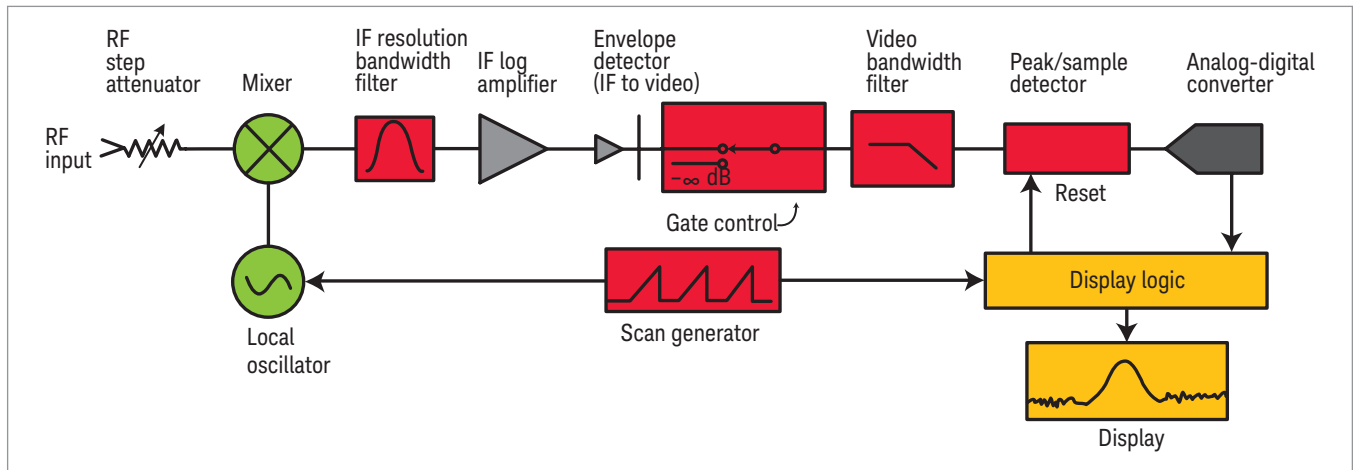 RF
step
attenuator
Mixer
IF resolution
bandwidth
filter
IF log
amplifier
Envelope
detector
(IF to video)
Video
bandwidth
filter
Peak/sample
detector
Analog-digital
converter
RF
input
–∞ dB
Gate control
Reset
Local
oscillator
Scan generator
Display logic
Display